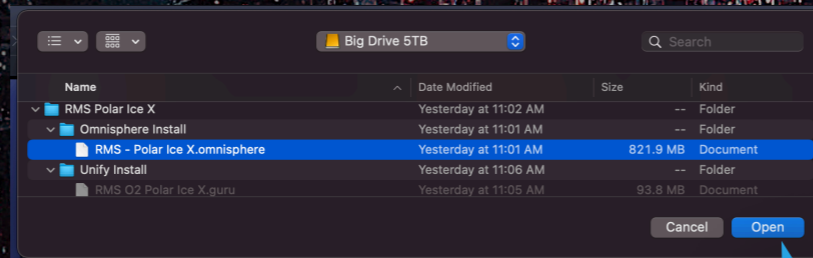 Big Drive 5TB
Search
Name Date Modified Size Kind
RMS Polar Ice X Yesterday at 11:02 AM -- Folder
Omnisphere Install Yesterday at 11:01 AM -- Folder
RMS - Polar Ice X.omnisphere Yesterday at 11:01 AM 821.9 MB Document
Unify Install Yesterday at 11:06 AM -- Folder
RMS O2 Polar Ice X.guru Yesterday at 11:05 AM 93.8 MB Document
Cancel Open